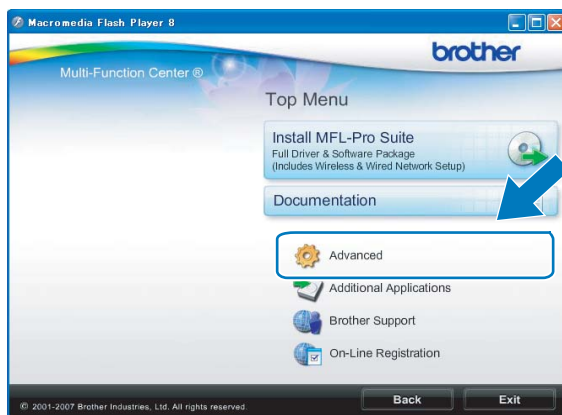 Macromedia Flash Player 8
brother
Multi-Function Center ®
Top Menu
Install MFL-Pro Suite
Full Driver & Software Package
(Includes Wireless & Wired Network Setup)
Documentation
Advanced
Additional Applications
Brother Support
On-Line Registration
© 2001-2007 Brother Industries, Ltd. All rights reserved.
Back
Exit